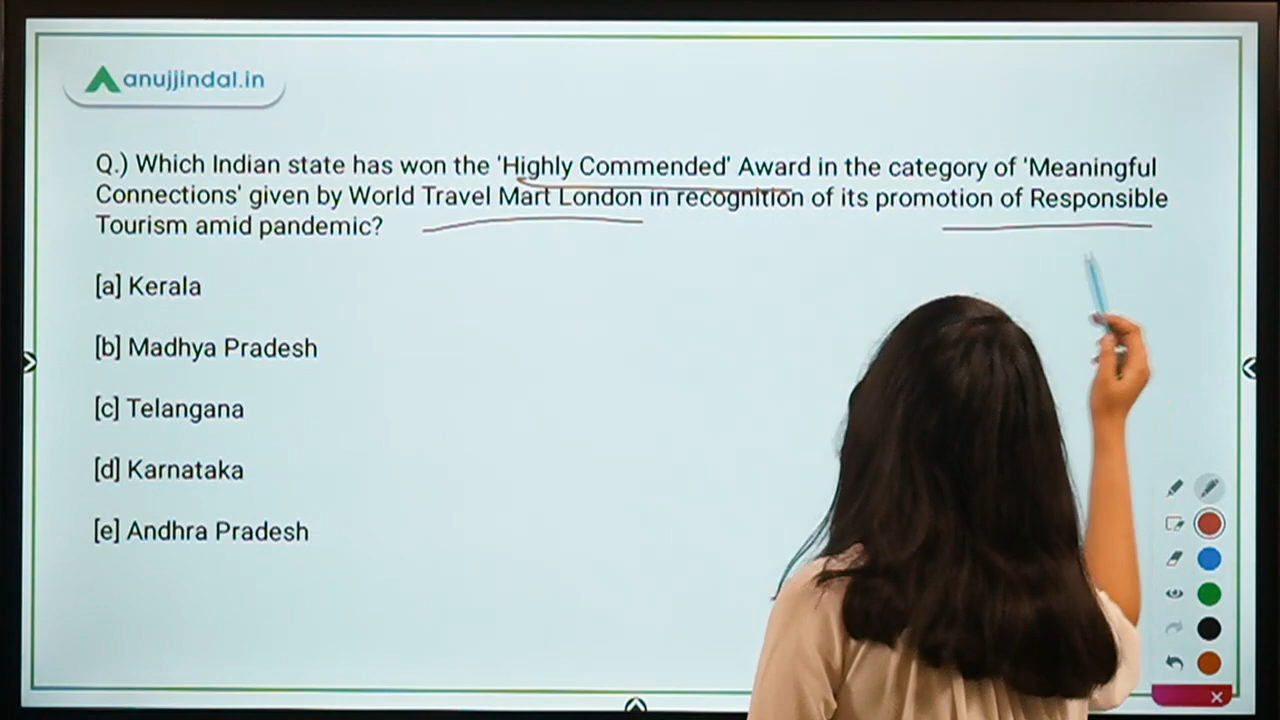 anujjindal.in
Q.) Which Indian state has won the 'Highly Commended' Award in the category of 'Meaningful
Connections' given by World Travel Mart London in recognition of its promotion of Responsible
Tourism amid pandemic?
[a] Kerala
[b] Madhya Pradesh
[c] Telangana
[d] Karnataka
[e] Andhra Pradesh